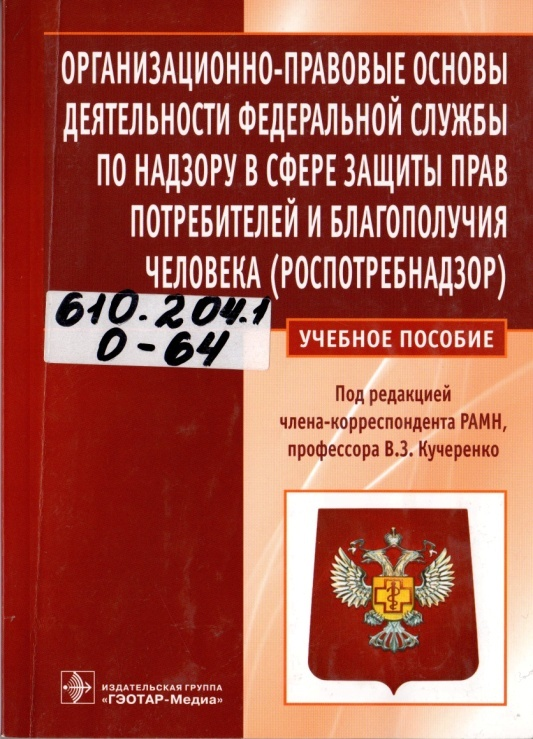 ОРГАНИЗАЦИОННО-ПРАВОВЫЕ ОСНОВЫ
ДЕЯТЕЛЬНОСТИ ФЕДЕРАЛЬНОЙ СЛУЖБЫ
ПО НАДЗОРУ В СФЕРЕ ЗАЩИТЫ ПРАВ
ПОТРЕБИТЕЛЕЙ И БЛАГОПОЛУЧИЯ
ЧЕЛОВЕКА (РОСПОТРЕБНАДЗОР)
610.204.1
О-64
УЧЕБНОЕ ПОСОБИЕ
Под редакцией
члена-корреспондента РАМН,
профессора В.З. Кучеренко
ИЗДАТЕЛЬСКАЯ ГРУППА
«ГЭОТАР-Медиа»